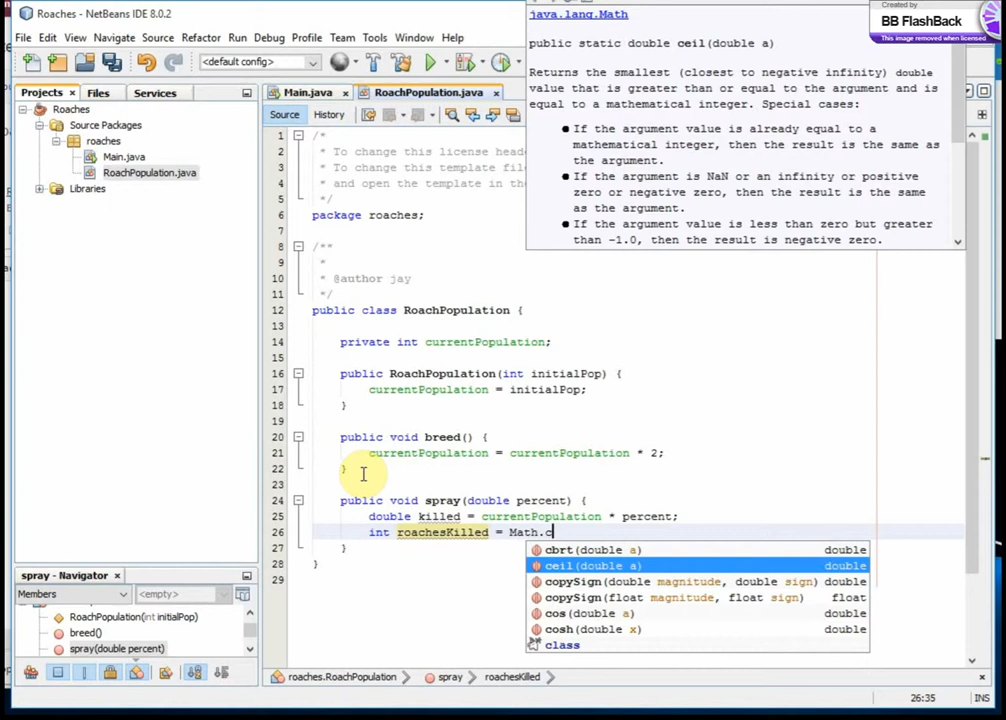 Roaches - NetBeans IDE 8.0.2
File Edit View Navigate Source Refactor Run Debug Profile Team Tools Window Help
<default config>
Projects Files Services
Roaches
Source Packages
roaches
Main.java
RoachPopulation.java
Libraries
Main.java RoachPopulation.java
Source History
1 /*
2 * To change this license heade
3 * To change this template file
4 * and open the template in the
5 */
6 package roaches;
7
8 /**
9 *
10 * @author jay
11 */
12 public class RoachPopulation {
13
14 private int currentPopulation;
15
16 public RoachPopulation(int initialPop) {
17 currentPopulation = initialPop;
18 }
19
20 public void breed() {
21 currentPopulation = currentPopulation * 2;
22 }
23
24 public void spray(double percent) {
25 double killed = currentPopulation * percent;
26 int roachesKilled = Math.c
27 }
28 }
29
java.lang.Math
public static double ceil(double a)
Returns the smallest (closest to negative infinity) double
value that is greater than or equal to the argument and is
equal to a mathematical integer. Special cases:
● If the argument value is already equal to a
mathematical integer, then the result is the same as
the argument.
● If the argument is NaN or an infinity or positive
zero or negative zero, then the result is the same
as the argument.
● If the argument value is less than zero but greater
than -1.0, then the result is negative zero.
cbrt(double a) double
ceil(double a) double
copySign(double magnitude, double sign) double
copySign(float magnitude, float sign) float
cos(double a) double
cosh(double x) double
class
spray - Navigator
Members <empty>
RoachPopulation(int initialPop)
breed()
spray(double percent)
roaches.RoachPopulation spray roachesKilled
26:35 INS
Created by
BB FlashBack
This image removed when licensed